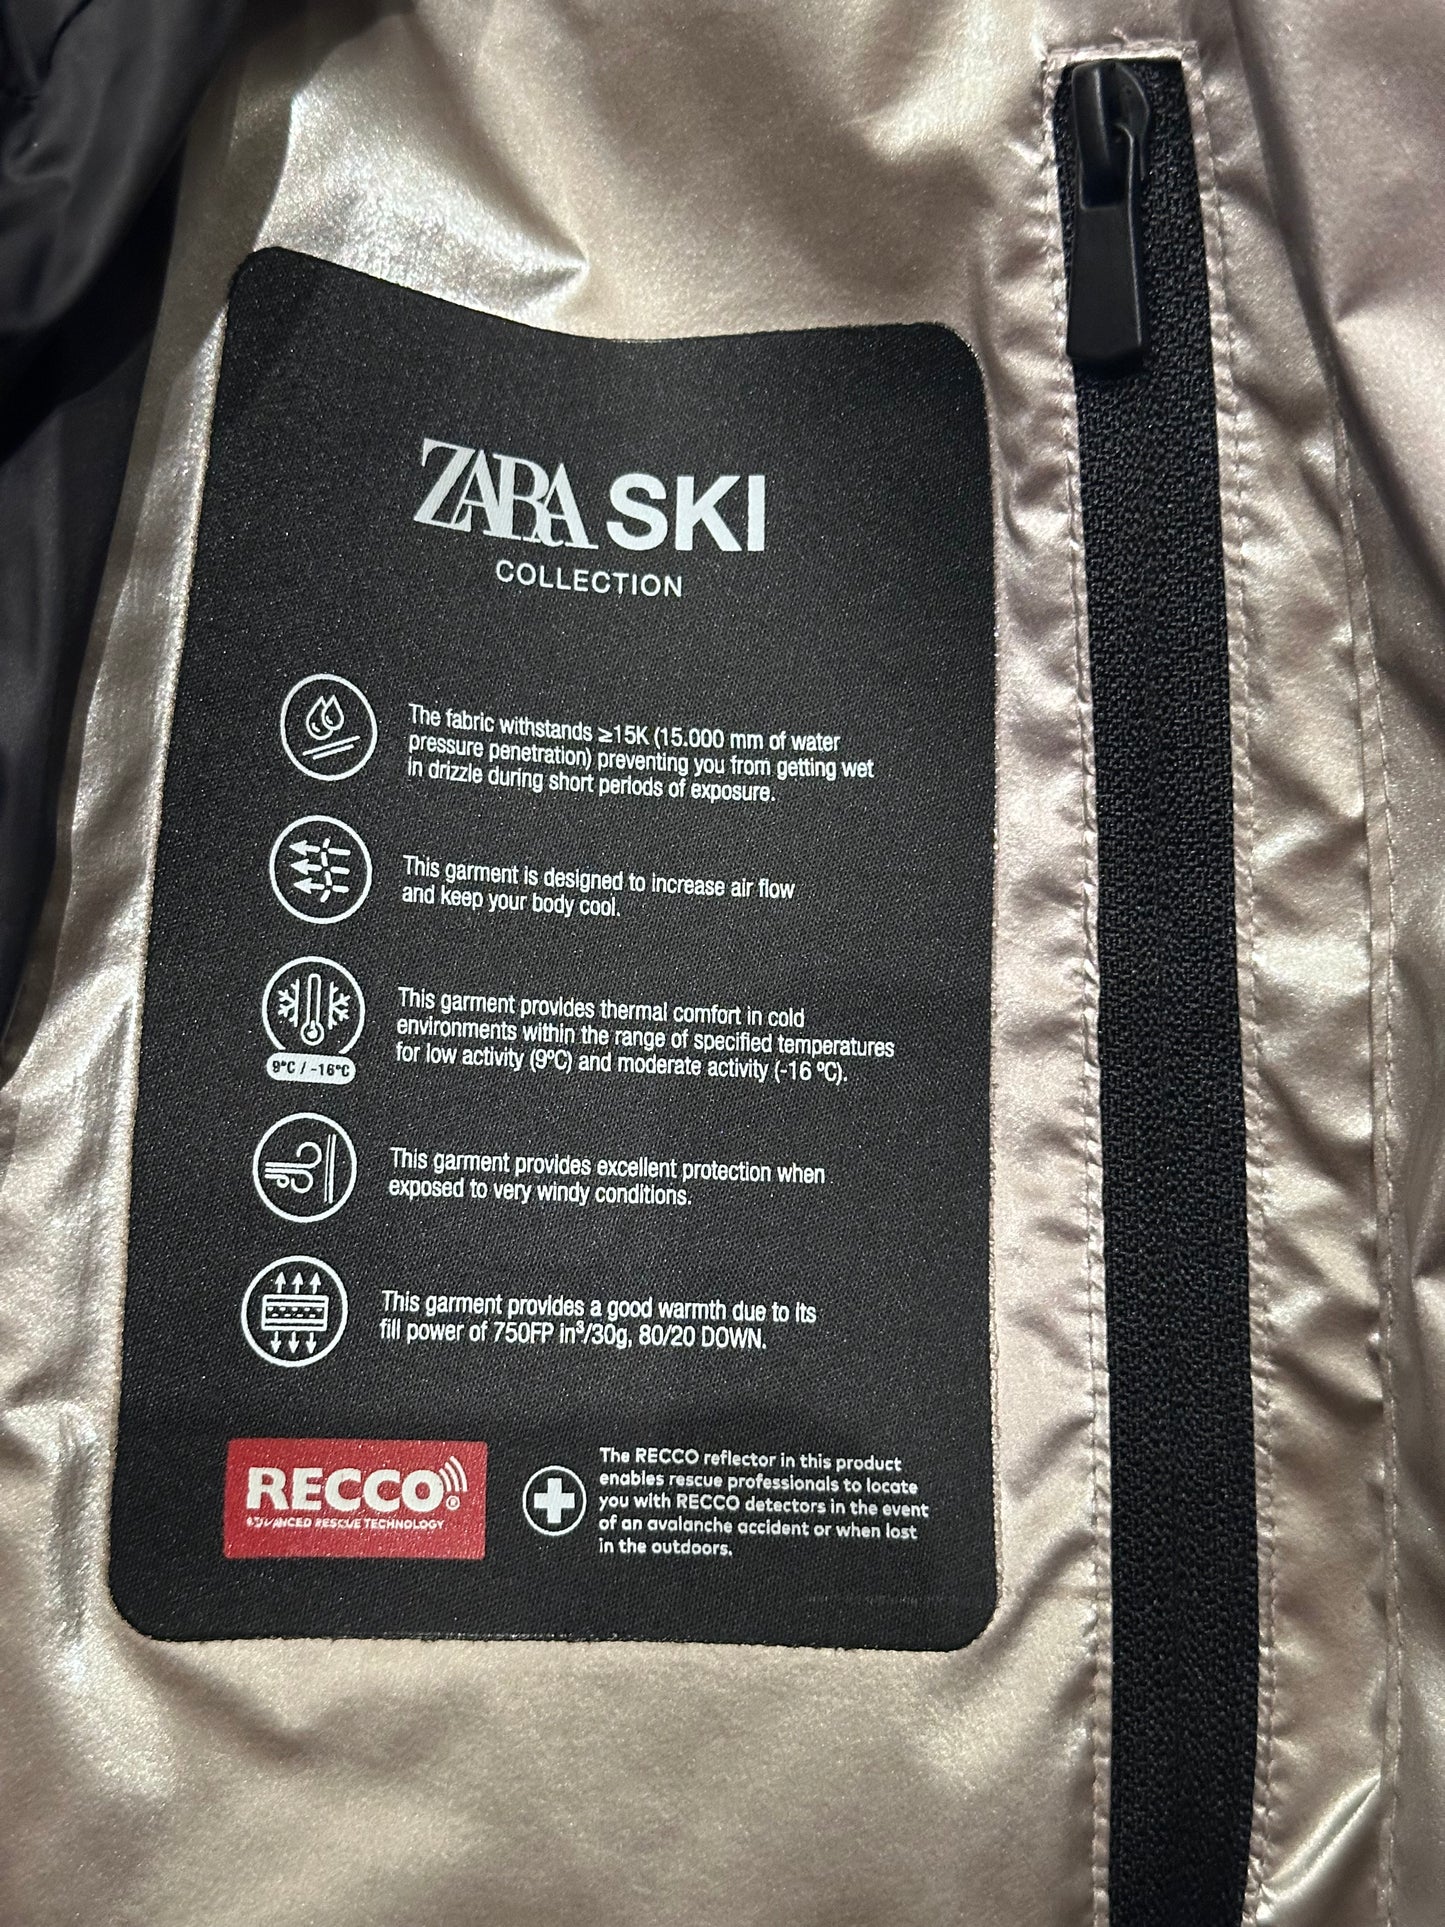 ZARA SKI
COLLECTION
The fabric withstands ≥15K (15.000 mm of water
pressure penetration) preventing you from getting wet
in drizzle during short periods of exposure.
This garment is designed to increase air flow
and keep your body cool.
This garment provides thermal comfort in cold
environments within the range of specified temperatures
for low activity (9ºC) and moderate activity (-16 ºC).
9ºC / -16ºC
This garment provides excellent protection when
exposed to very windy conditions.
This garment provides a good warmth due to its
fill power of 750FP in³/30g, 80/20 DOWN.
RECCO®
ADVANCED RESCUE TECHNOLOGY
The RECCO reflector in this product
enables rescue professionals to locate
you with RECCO detectors in the event
of an avalanche accident or when lost
in the outdoors.